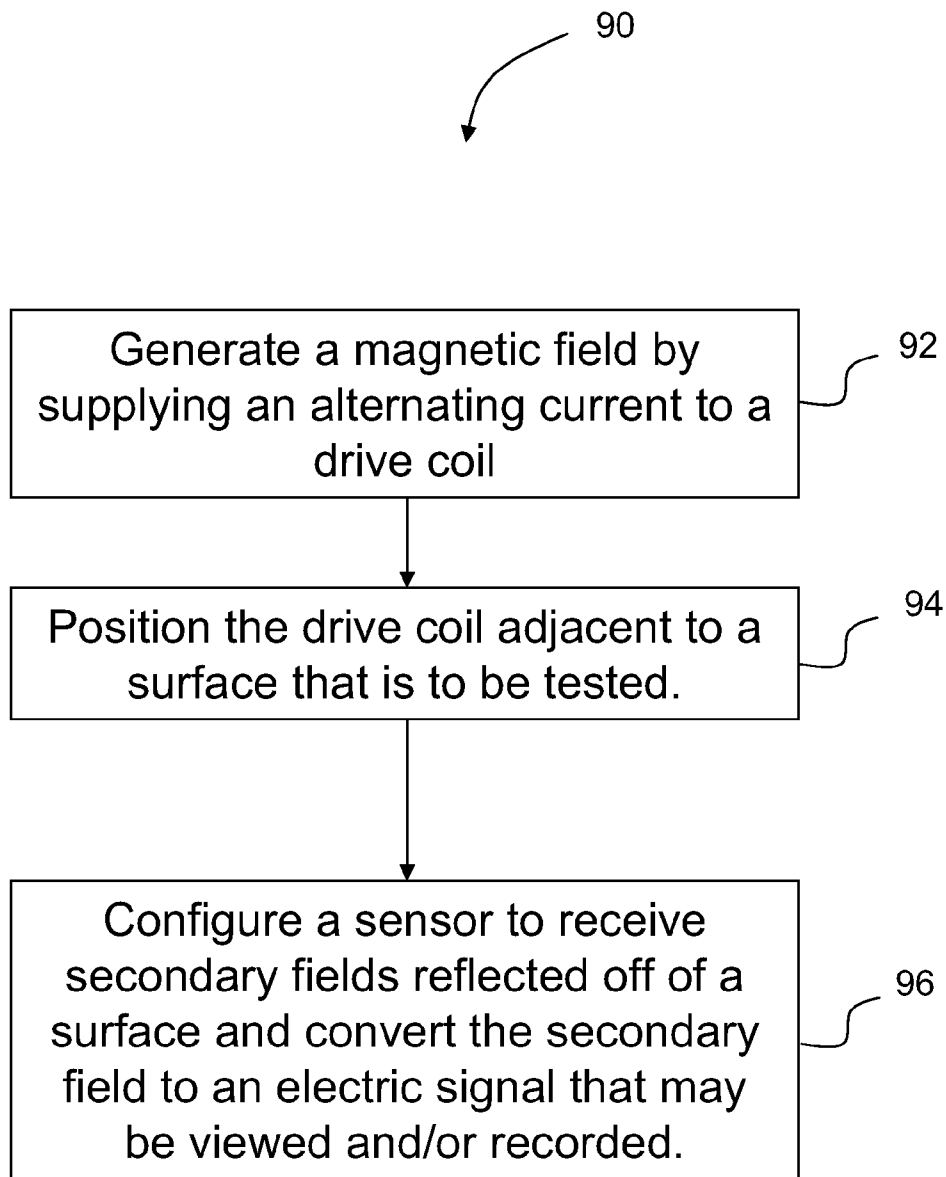 90
Generate a magnetic field by
supplying an alternating current to a
drive coil
92
Position the drive coil adjacent to a
surface that is to be tested.
94
Configure a sensor to receive
secondary fields reflected off of a
surface and convert the secondary
field to an electric signal that may
be viewed and/or recorded.
96